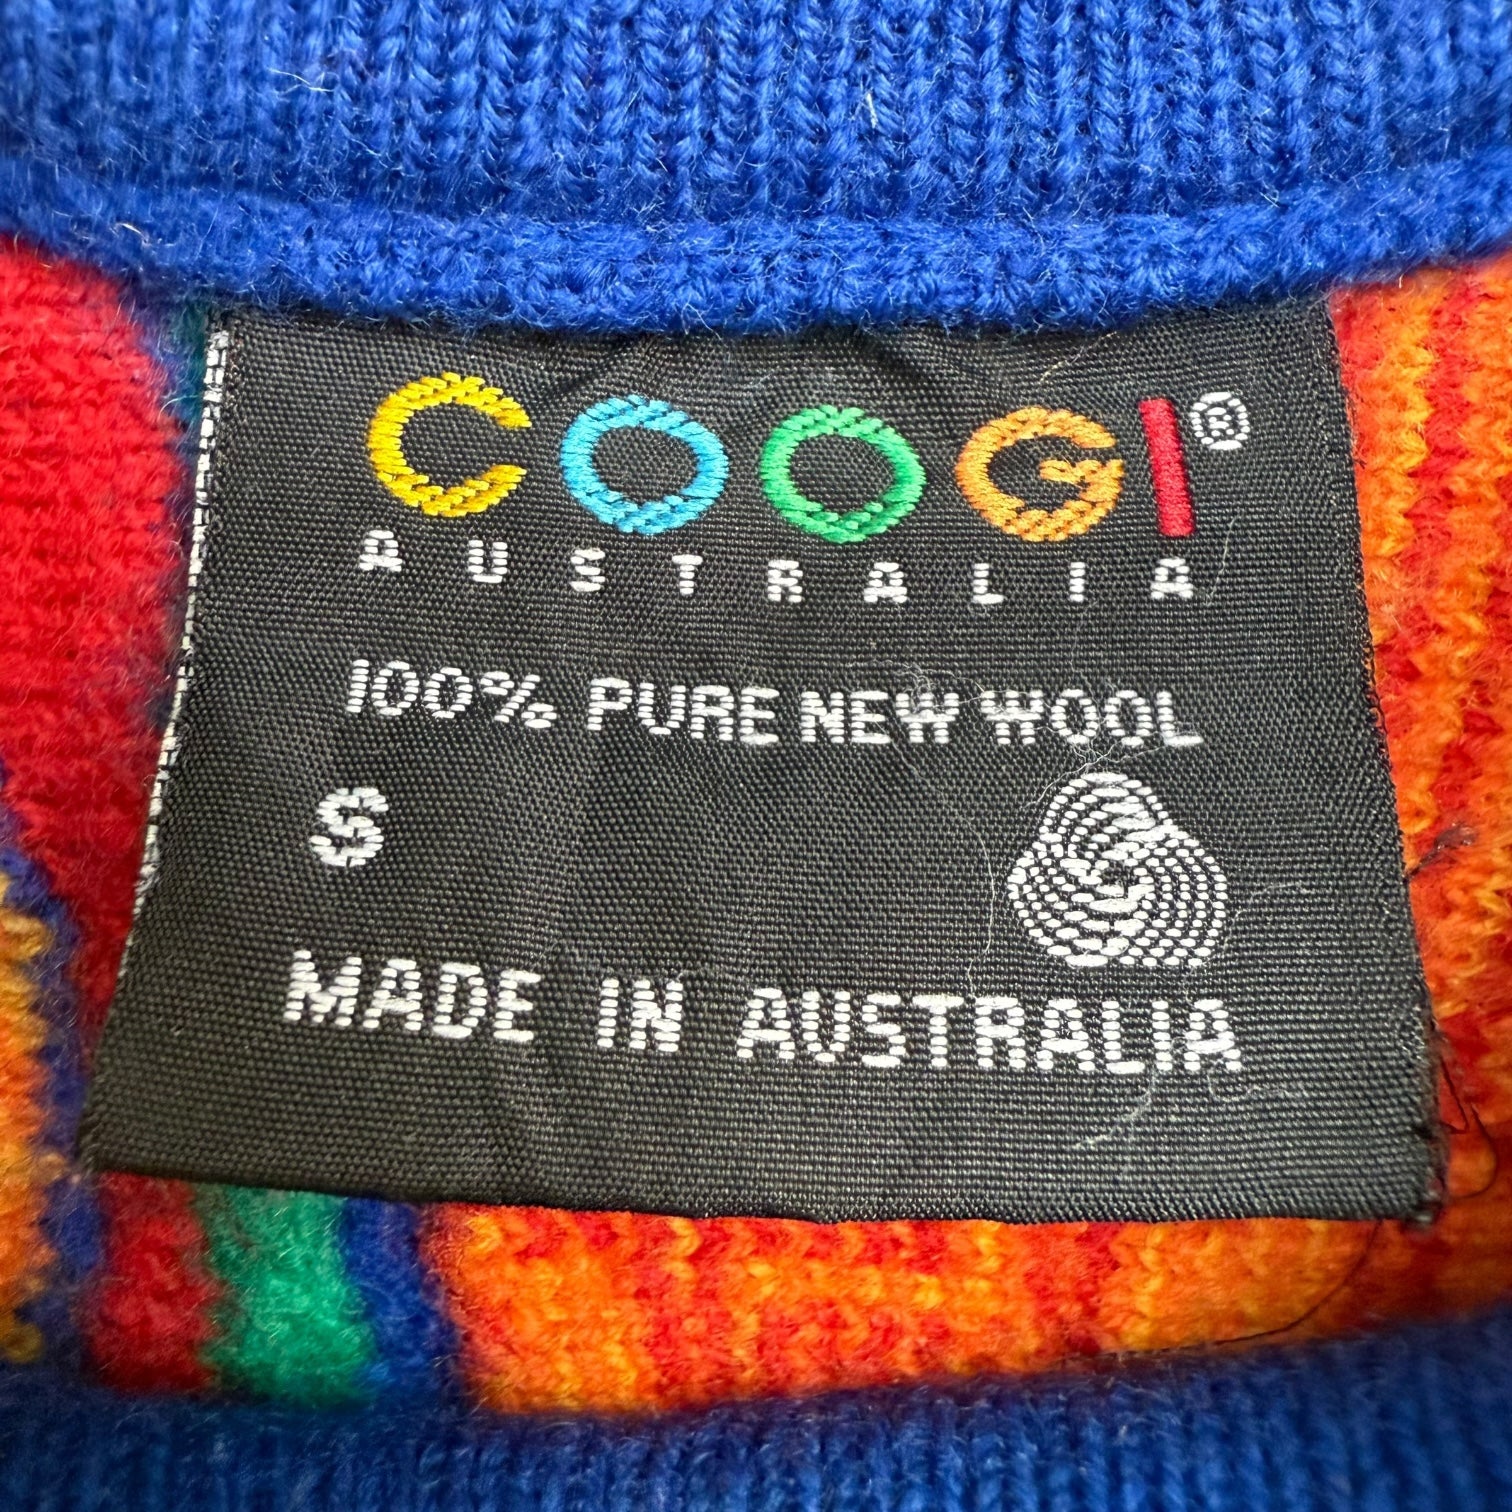 COOGI®
AUSTRALIA
100% PURE NEW WOOL
S
MADE IN AUSTRALIA